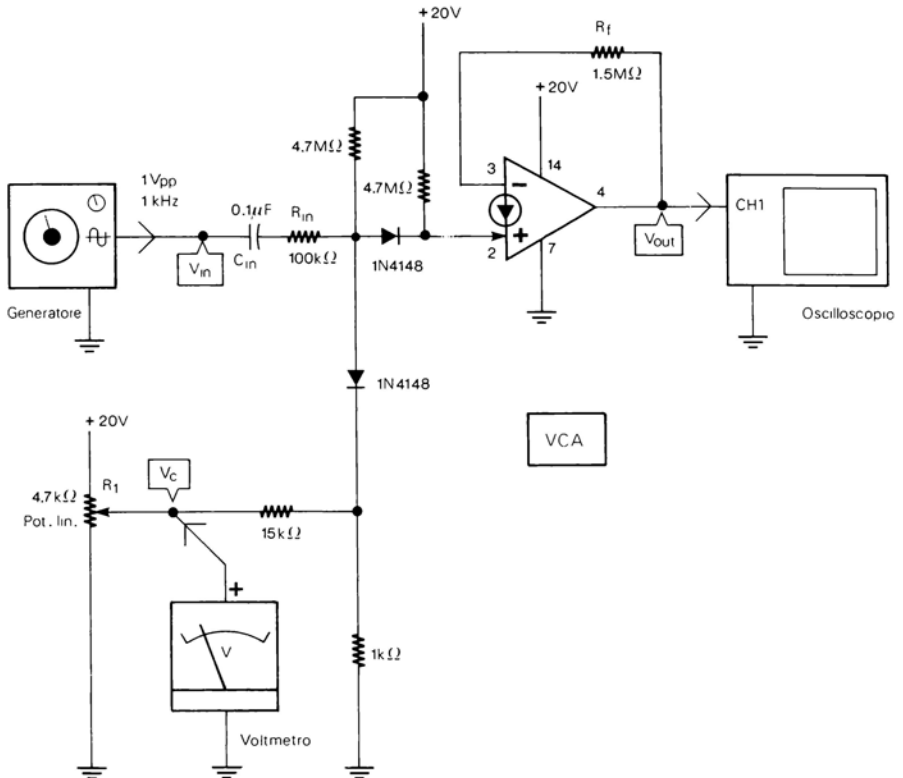 +20V
Rf
1.5MΩ
+20V
4.7MΩ
4.7MΩ
3
14
4
1Vpp
1kHz
0.1μF
Rin
CH1
2
7
Vin
Cin
100kΩ
1N4148
Vout
Generatore
Oscilloscopio
1N4148
+20V
VCA
Vc
R1
4.7kΩ
Pot. lin.
15kΩ
+
V
1kΩ
Voltmetro